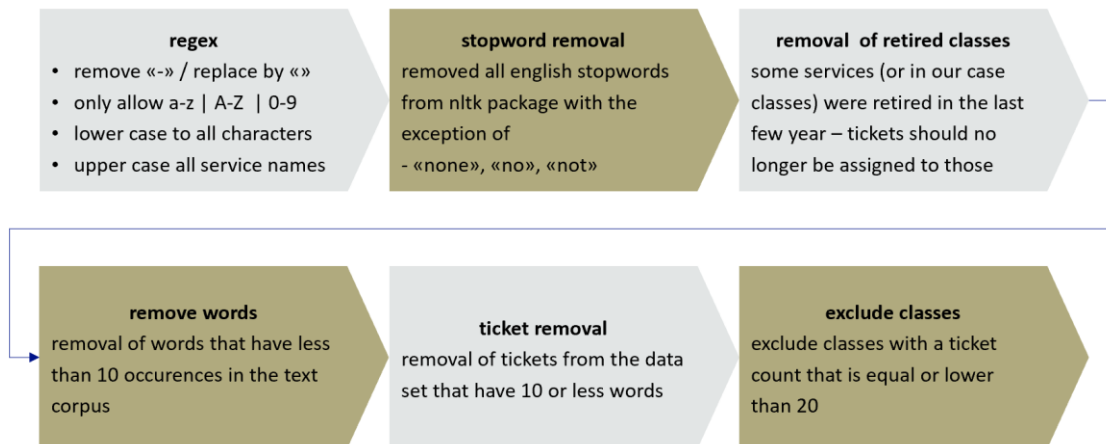 regex
• remove «-» / replace by «»
• only allow a-z | A-Z | 0-9
• lower case to all characters
• upper case all service names
stopword removal
removed all english stopwords
from nltk package with the
exception of
- «none», «no», «not»
removal  of retired classes
some services (or in our case
classes) were retired in the last
few year – tickets should no
longer be assigned to those
remove words
removal of words that have less
than 10 occurences in the text
corpus
ticket removal
removal of tickets from the data
set that have 10 or less words
exclude classes
exclude classes with a ticket
count that is equal or lower
than 20